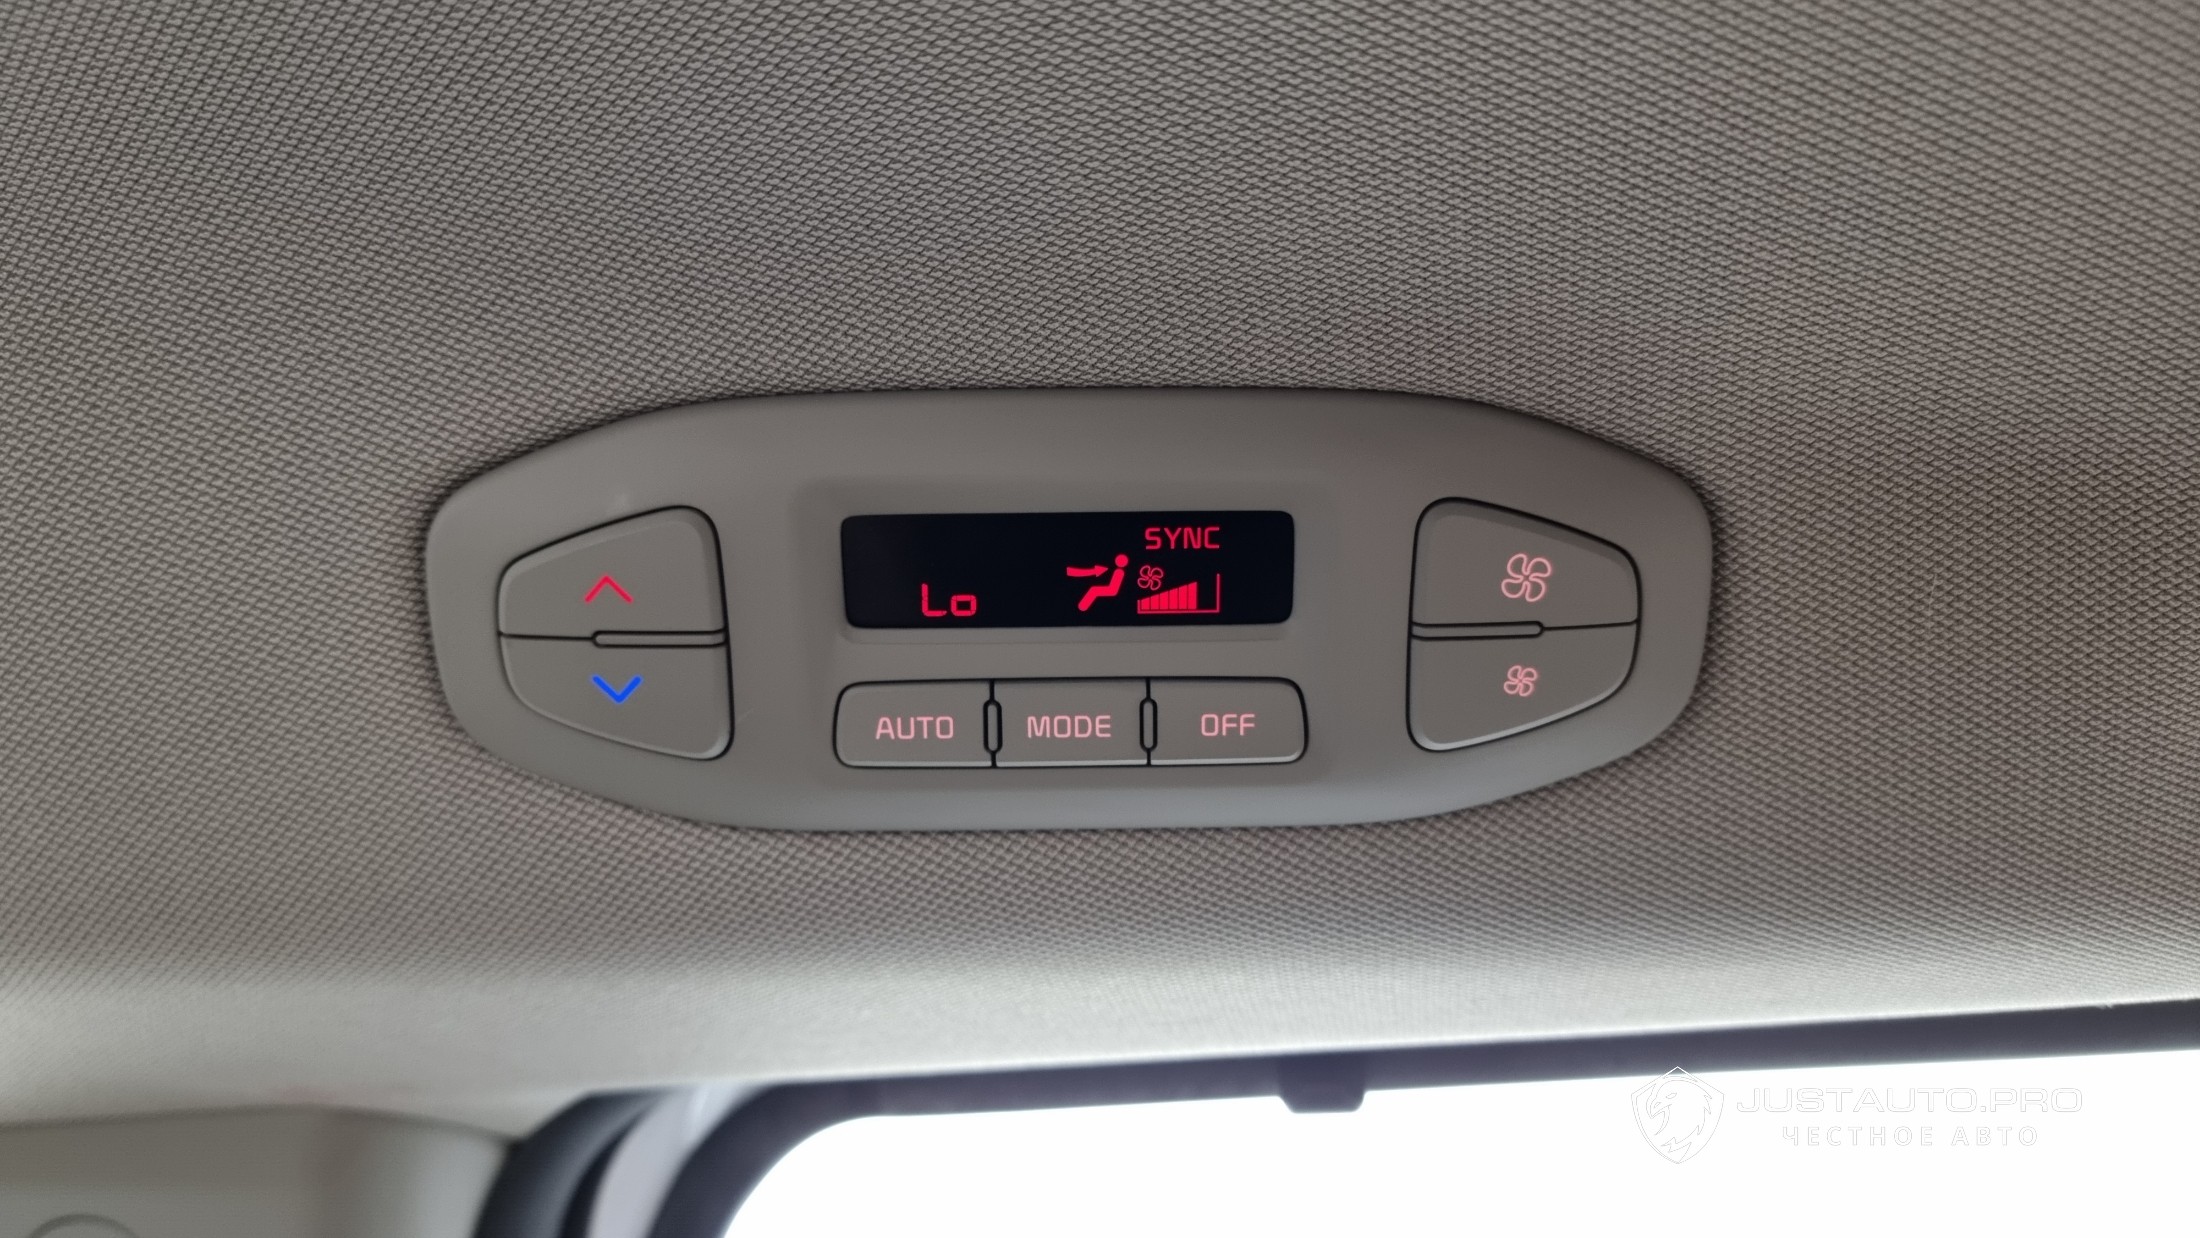 SYNC
Lo
AUTO MODE OFF
JUSTAUTO.PRO
ЧЕСТНОЕ АВТО